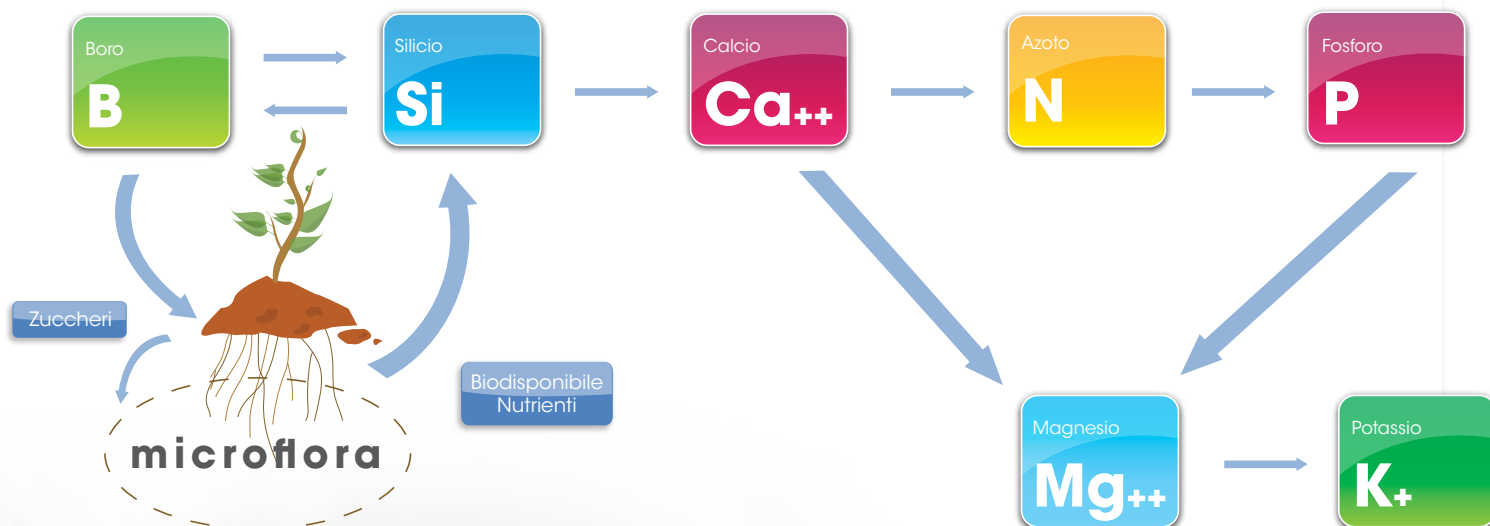 Boro
B
Silicio
Si
Calcio
Ca++
Azoto
N
Fosforo
P
Zuccheri
Biodisponibile
Nutrienti
microflora
Magnesio
Mg++
Potassio
K+